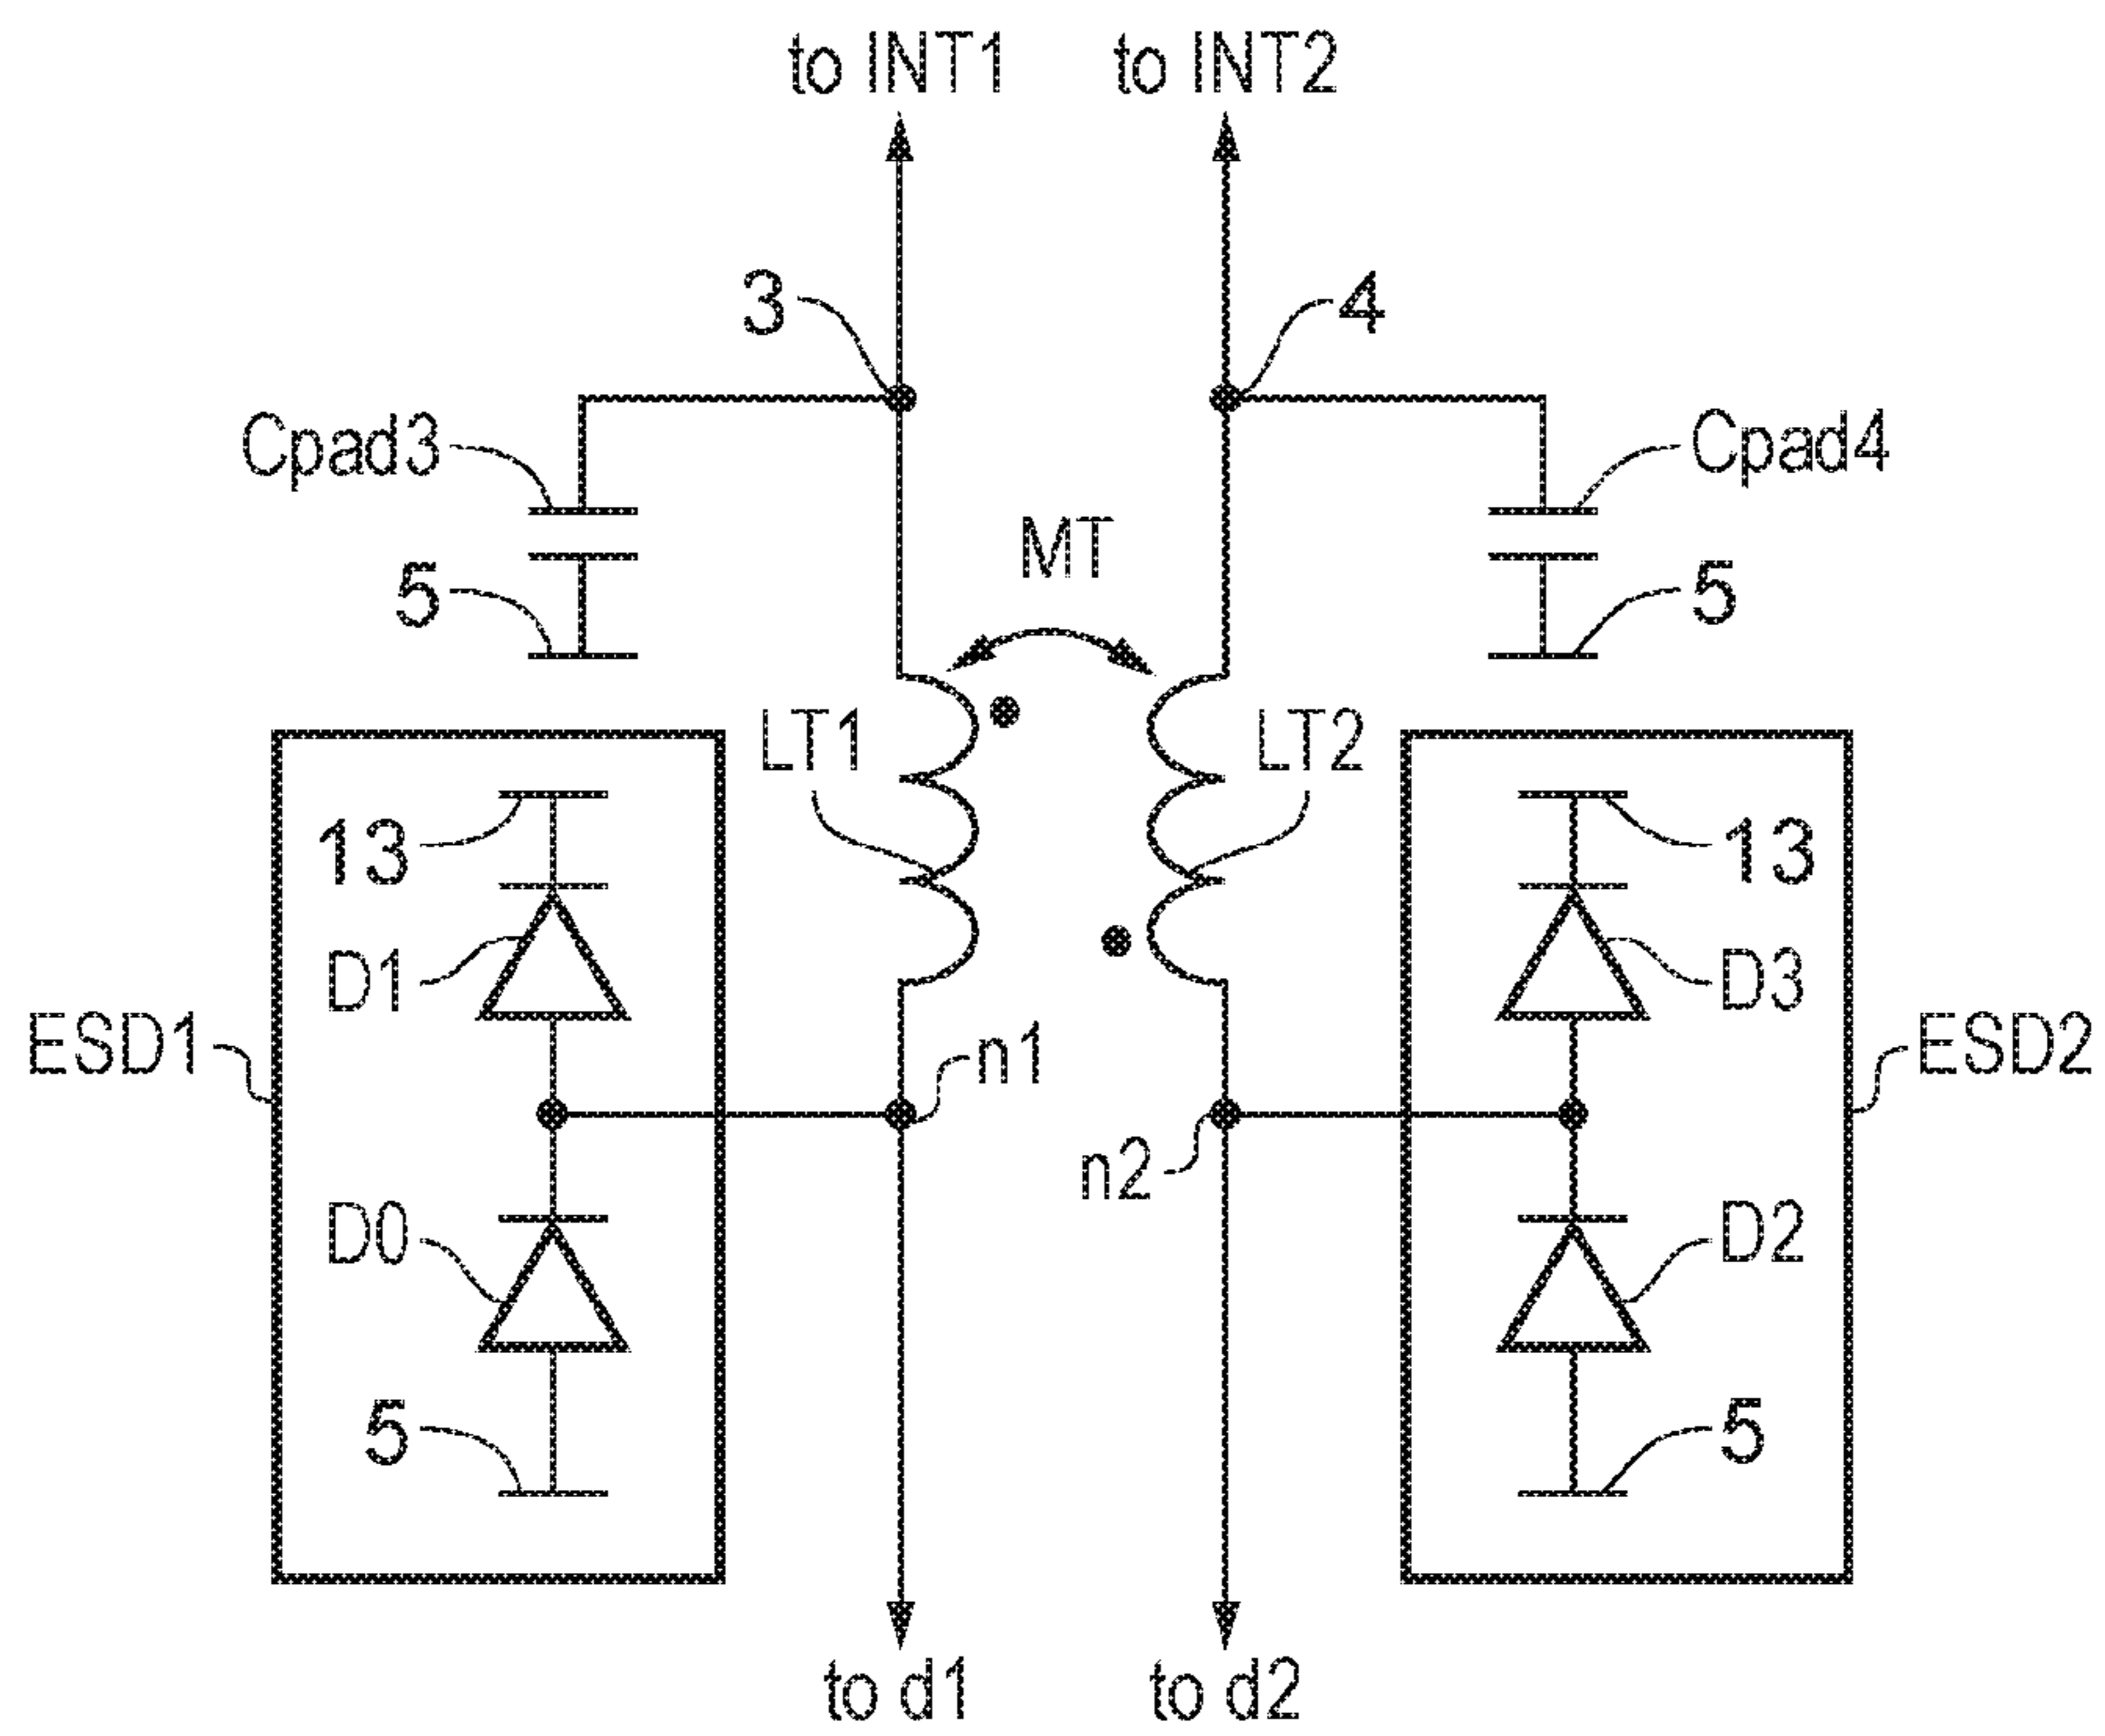 to INT1 to INT2
3 4
Cpad3 Cpad4
MT
5 5
LT1 LT2
13 13
D1 D3
ESD1 n1 ESD2
n2
D0 D2
5 5
to d1 to d2